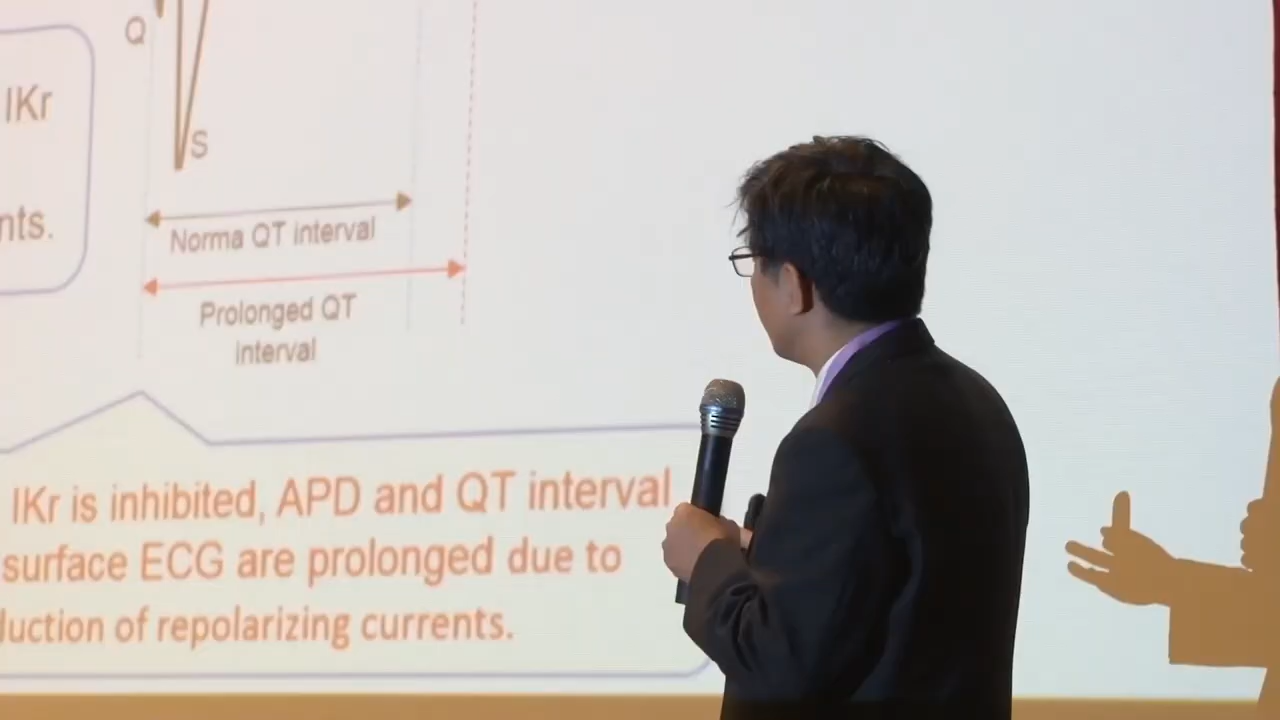 Q
IKr
S
nts.
Norma QT interval
Prolonged QT
interval
IKr is inhibited, APD and QT interval
surface ECG are prolonged due to
duction of repolarizing currents.